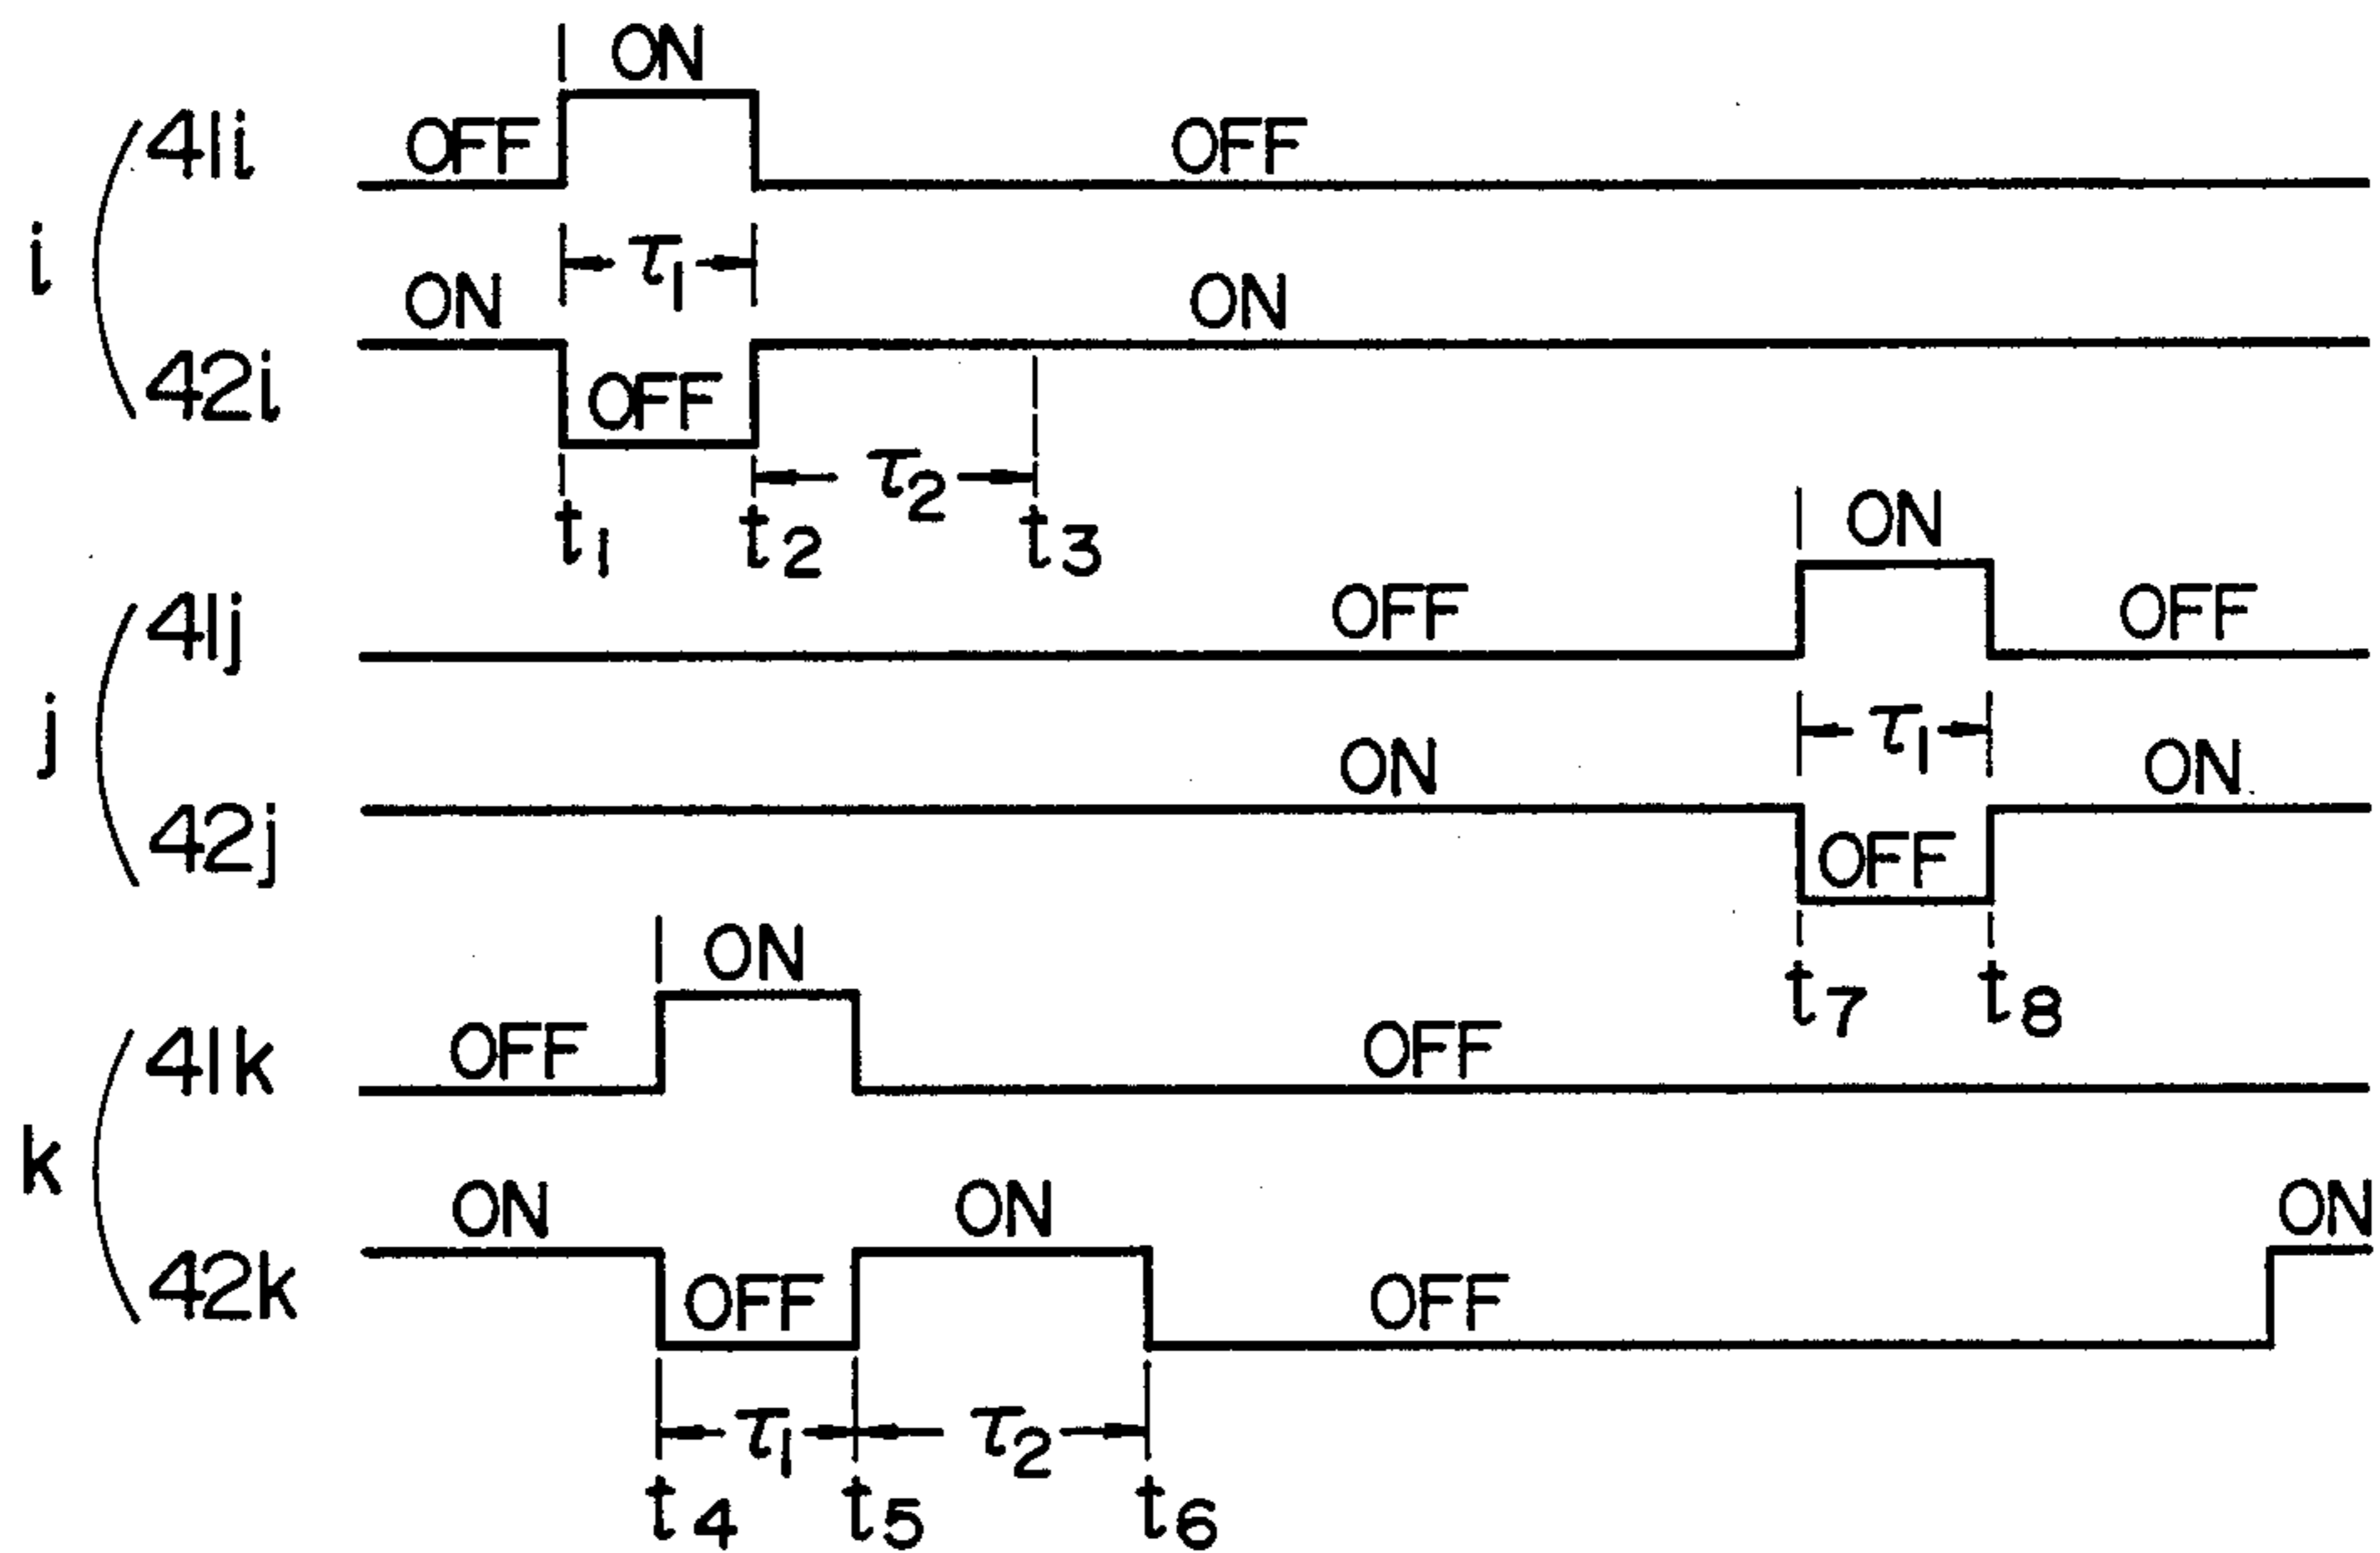 ON
41i OFF OFF
i τ1
ON ON
42i OFF
τ2
t1 t2 t3
ON
41j OFF OFF
j τ1
ON ON
42j OFF
t7 t8
ON
41k OFF OFF
k
ON ON ON
42k OFF OFF
τ1 τ2
t4 t5 t6